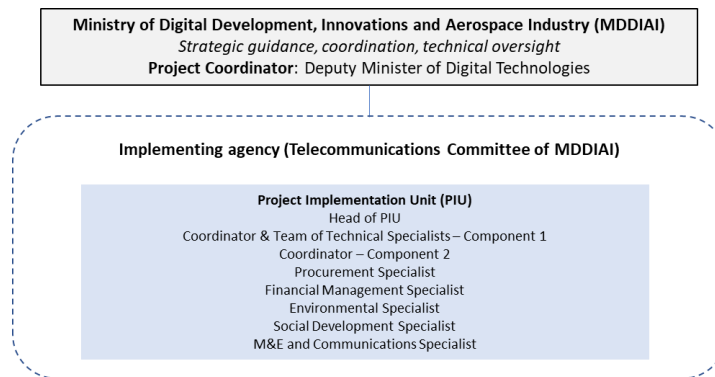 Ministry of Digital Development, Innovations and Aerospace Industry (MDDIAI)
Strategic guidance, coordination, technical oversight
Project Coordinator: Deputy Minister of Digital Technologies
Implementing agency (Telecommunications Committee of MDDIAI)
Project Implementation Unit (PIU)
Head of PIU
Coordinator & Team of Technical Specialists – Component 1
Coordinator – Component 2
Procurement Specialist
Financial Management Specialist
Environmental Specialist
Social Development Specialist
M&E and Communications Specialist